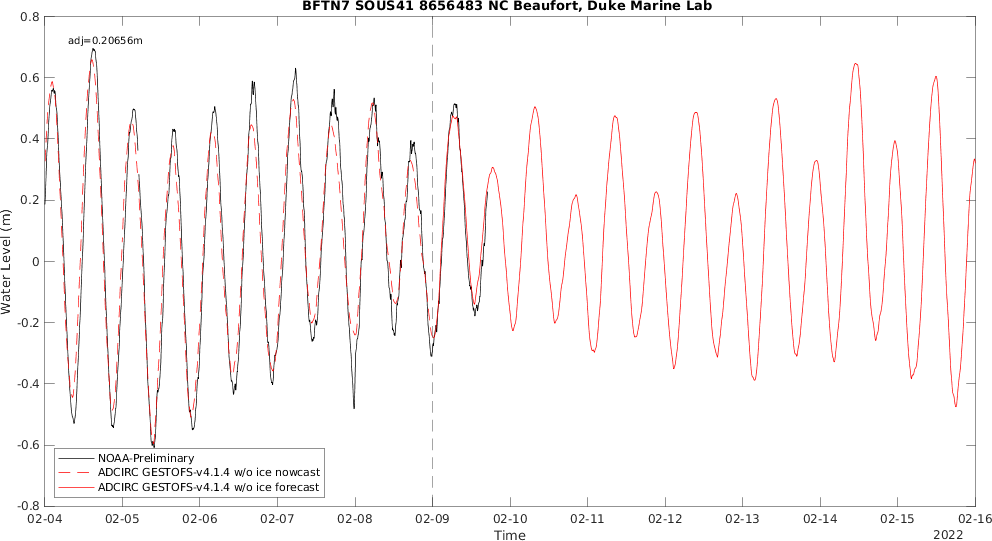 BFTN7 SOUS41 8656483 NC Beaufort, Duke Marine Lab
adj=0.20656m
0.8
0.6
0.4
0.2
0
-0.2
-0.4
-0.6
-0.8
Water Level (m)
NOAA-Preliminary
ADCIRC GESTOFS-v4.1.4 w/o ice nowcast
ADCIRC GESTOFS-v4.1.4 w/o ice forecast
02-04 02-05 02-06 02-07 02-08 02-09 02-10 02-11 02-12 02-13 02-14 02-15 02-16
Time
2022